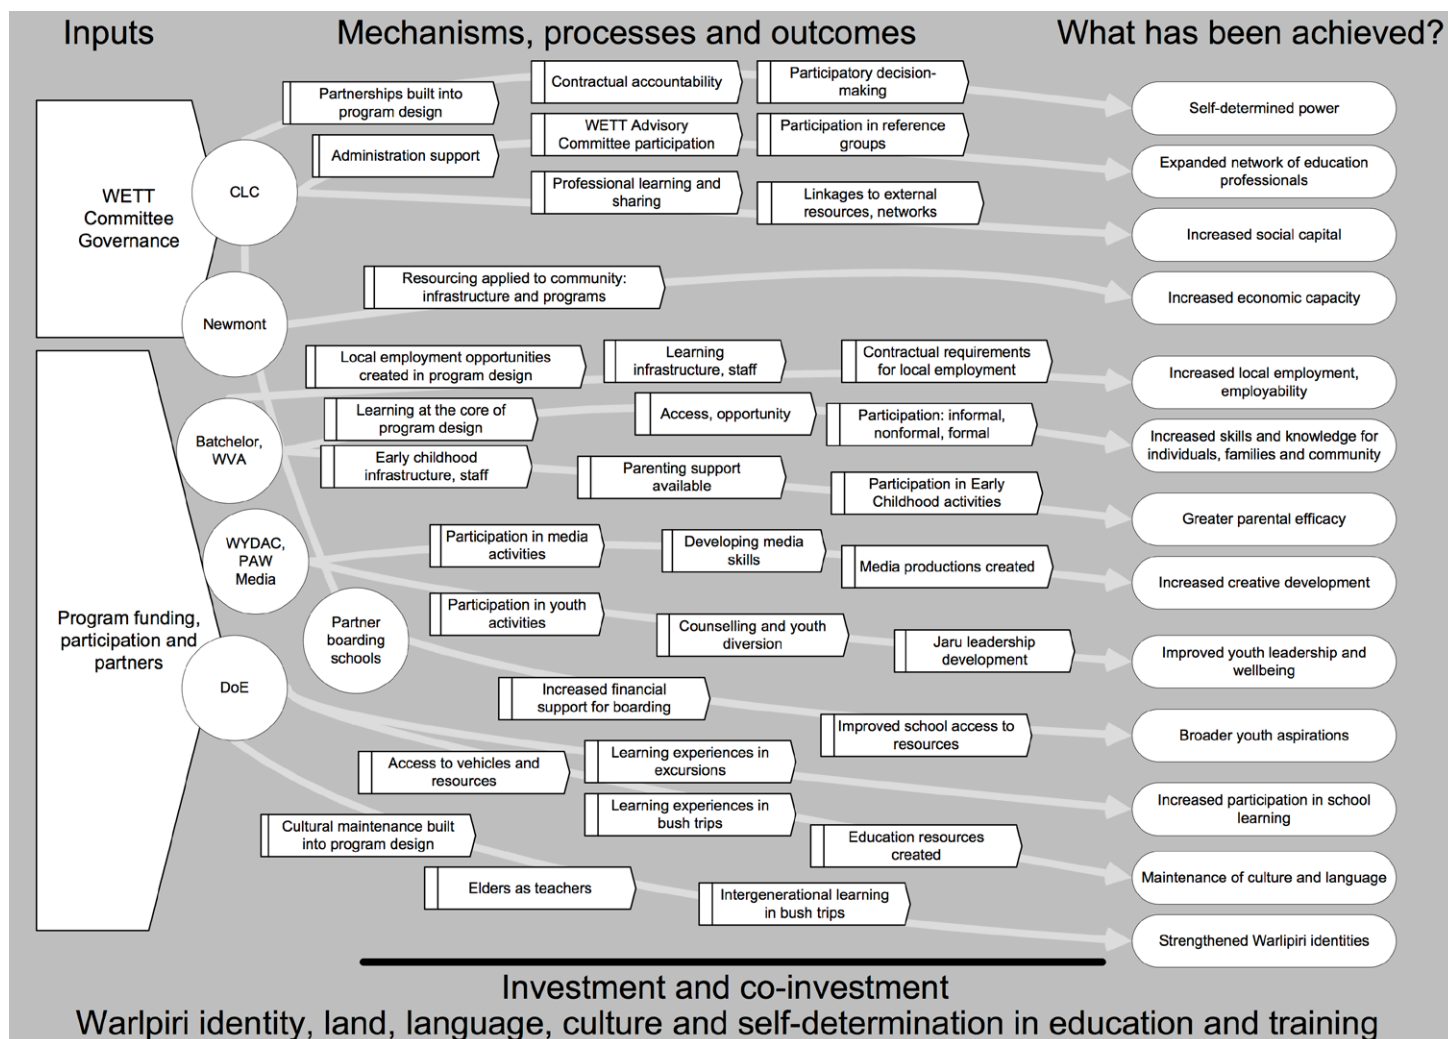 Inputs
Mechanisms, processes and outcomes
What has been achieved?
WETT
Committee
Governance
Program funding,
participation and
partners
CLC
Newmont
Batchelor,
WVA
WYDAC,
PAW
Media
Partner
boarding
schools
DoE
Partnerships built into
program design
Contractual accountability
Participatory decision-
making
Self-determined power
Administration support
WETT Advisory
Committee participation
Participation in reference
groups
Expanded network of education
professionals
Professional learning and
sharing
Linkages to external
resources, networks
Increased social capital
Resourcing applied to community:
infrastructure and programs
Increased economic capacity
Local employment opportunities
created in program design
Learning
infrastructure, staff
Contractual requirements
for local employment
Increased local employment,
employability
Learning at the core of
program design
Access, opportunity
Participation: informal,
nonformal, formal
Increased skills and knowledge for
individuals, families and community
Early childhood
infrastructure, staff
Parenting support
available
Participation in Early
Childhood activities
Greater parental efficacy
Participation in media
activities
Developing media
skills
Media productions created
Increased creative development
Participation in youth
activities
Counselling and youth
diversion
Jaru leadership
development
Improved youth leadership and
wellbeing
Increased financial
support for boarding
Improved school access to
resources
Broader youth aspirations
Access to vehicles and
resources
Learning experiences in
excursions
Increased participation in school
learning
Learning experiences in
bush trips
Education resources
created
Maintenance of culture and language
Cultural maintenance built
into program design
Elders as teachers
Intergenerational learning
in bush trips
Strengthened Warlpiri identities
Investment and co-investment
Warlpiri identity, land, language, culture and self-determination in education and training